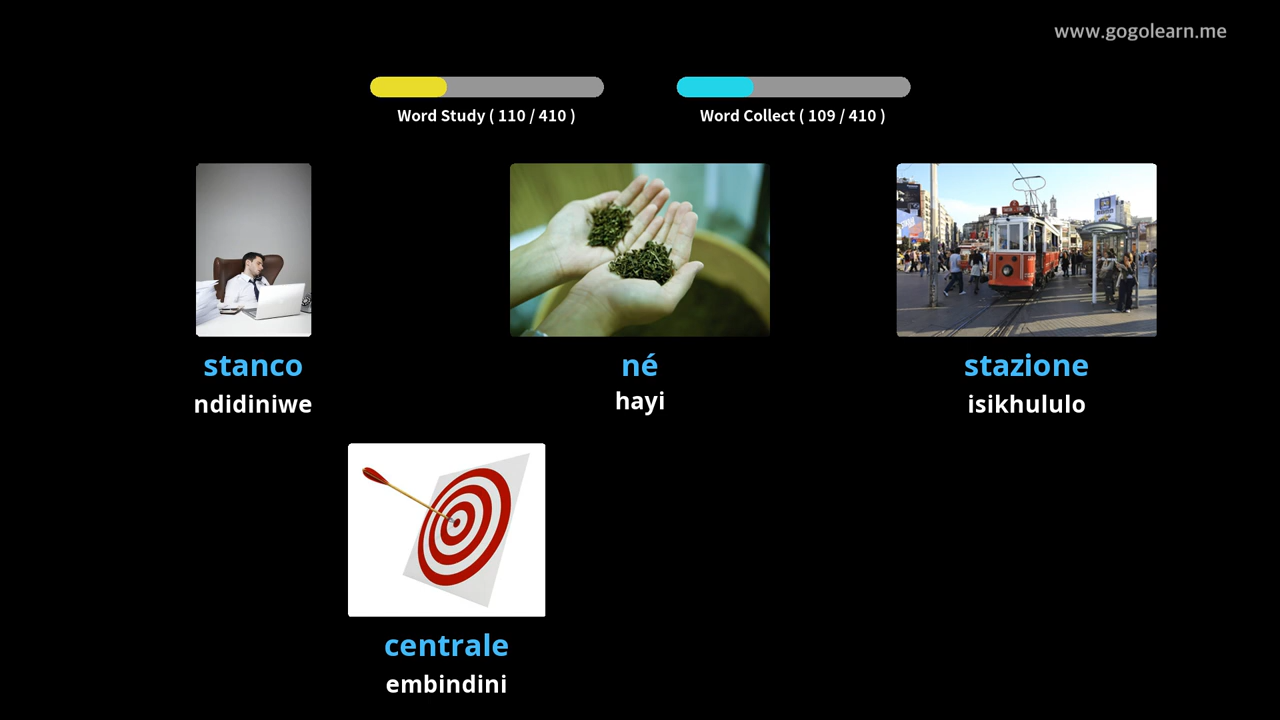 www.gogolearn.me
Word Study ( 110 / 410 )
Word Collect ( 109 / 410 )
stanco
ndidiniwe
né
hayi
stazione
isikhululo
centrale
embindini